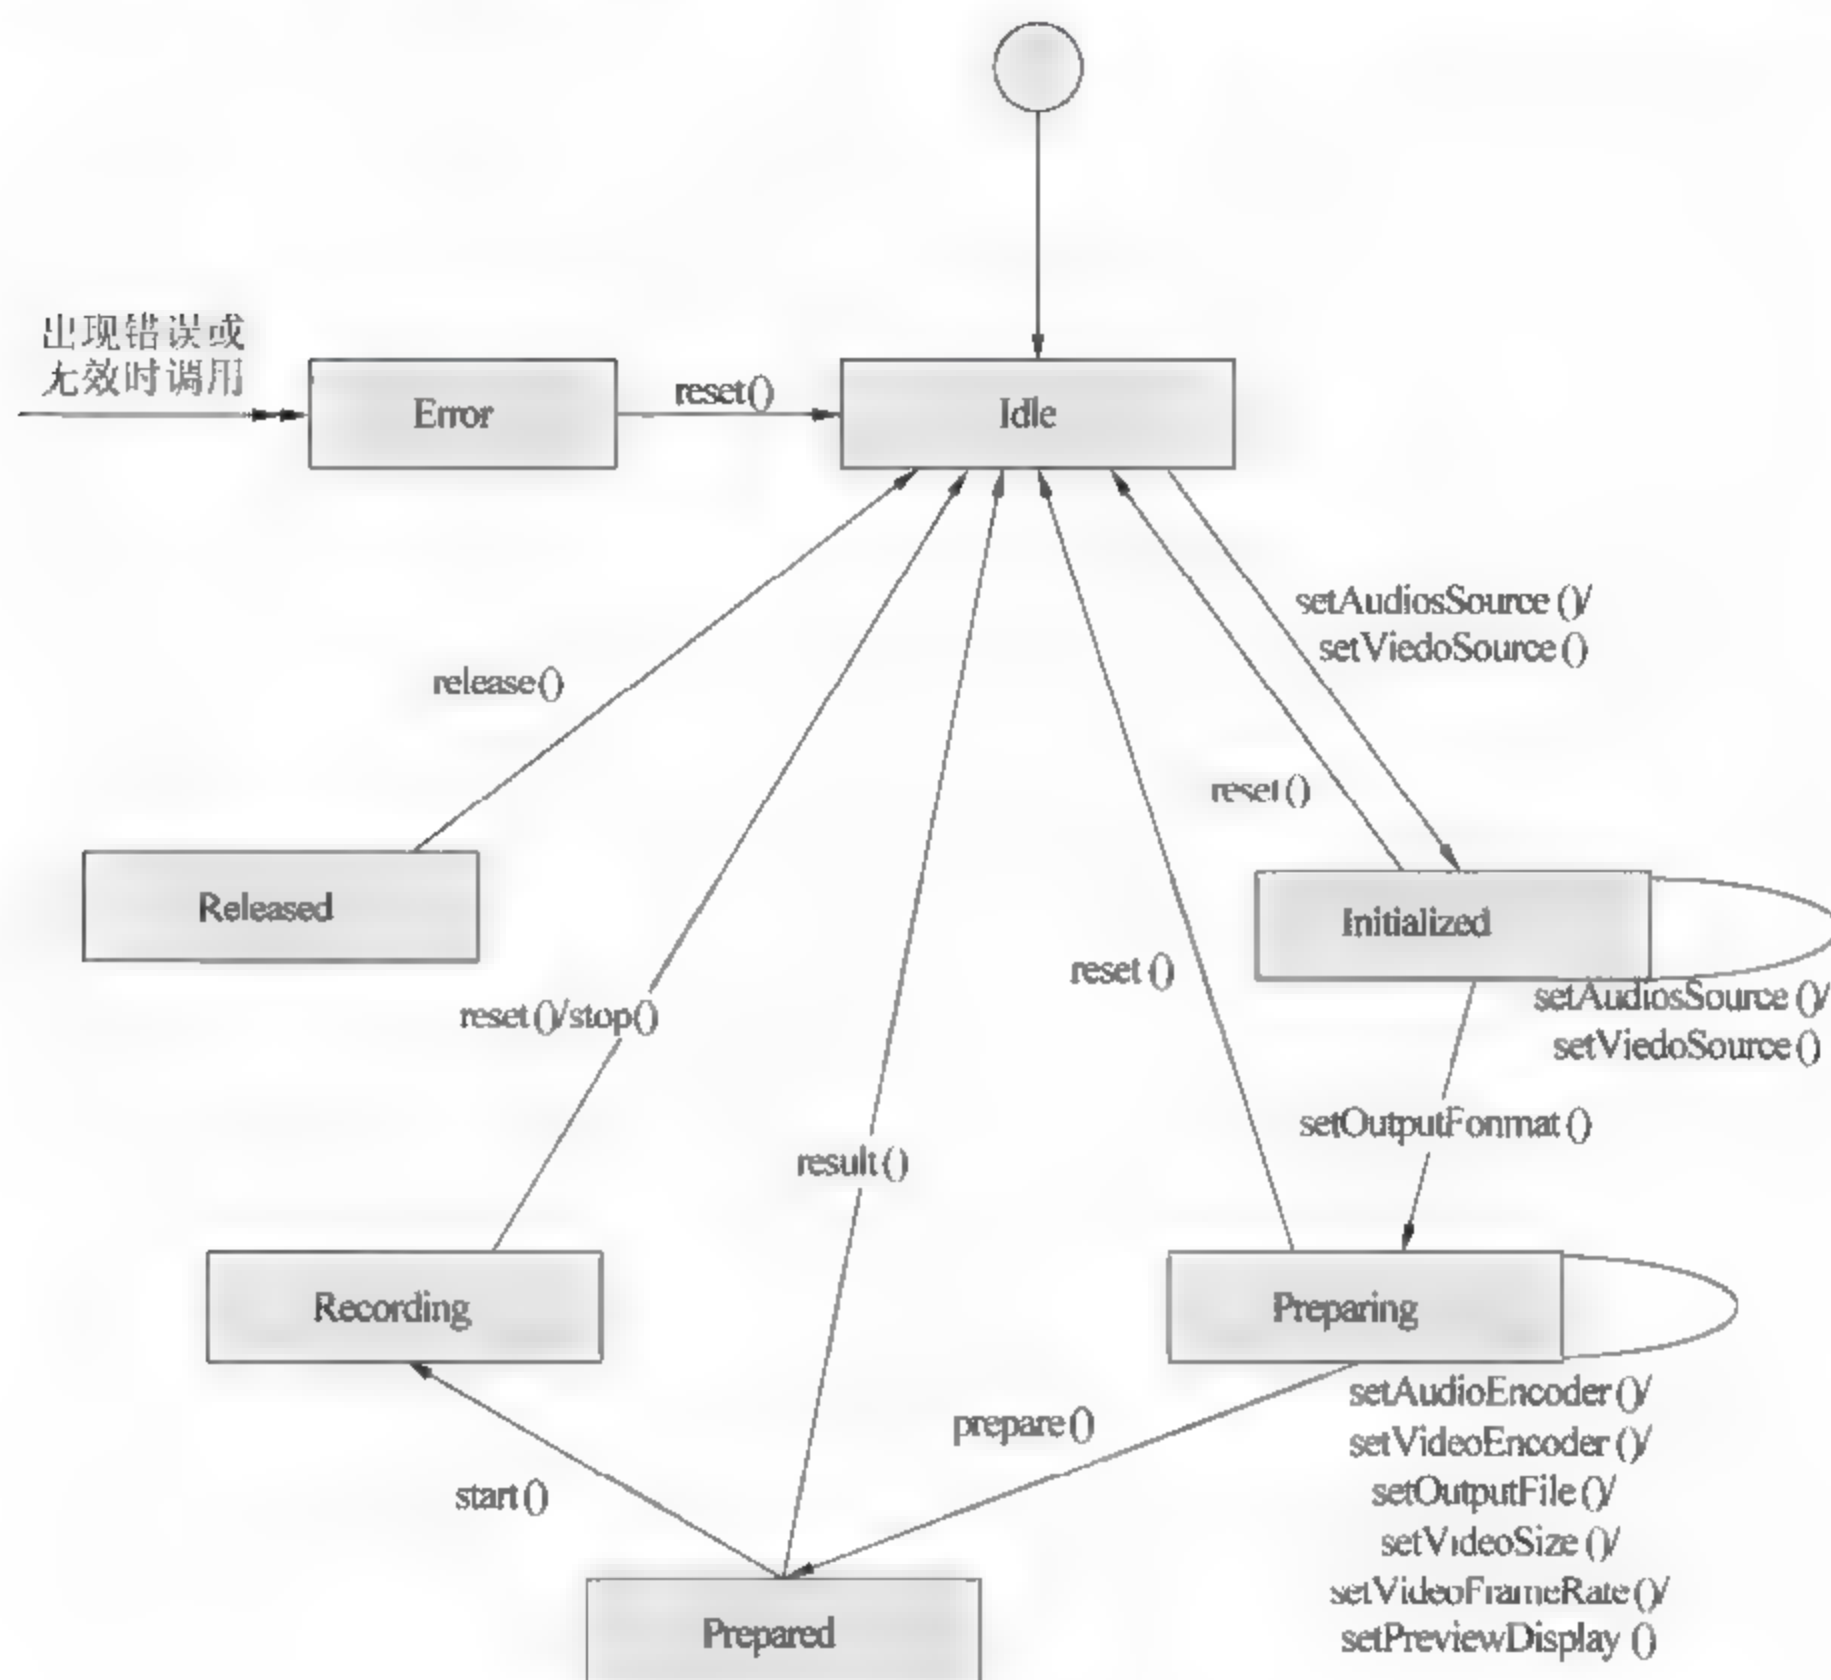 出现错误或
无效时调用
Error
reset()
Idle
setAudiosSource()/
setViedoSource()
release()
reset()
Released
Initialized
reset()
setAudiosSource()/
setViedoSource()
reset()/stop()
setOutputFonmat()
result()
Recording
Preparing
setAudioEncoder()/
prepare()
setVideoEncoder()/
start()
setOutputFile()/
setVideoSize()/
setVideoFrameRate()/
Prepared
setPreviewDisplay()